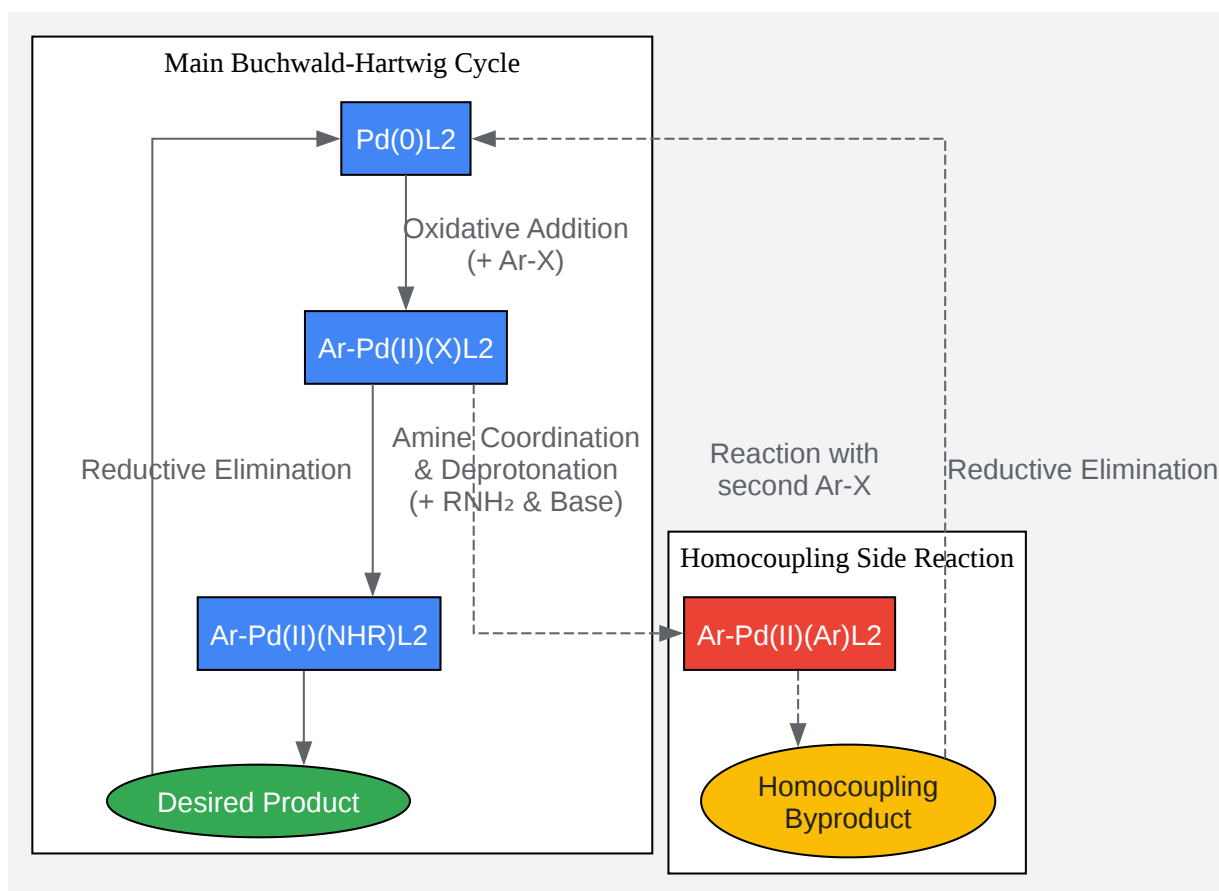 Main Buchwald-Hartwig Cycle
Pd(0)L2
Oxidative Addition
(+ Ar-X)
Ar-Pd(II)(X)L2
Reductive Elimination
Amine Coordination
& Deprotonation
(+ RNH₂ & Base)
Reaction with
second Ar-X
Reductive Elimination
Homocoupling Side Reaction
Ar-Pd(II)(NHR)L2
Ar-Pd(II)(Ar)L2
Desired Product
Homocoupling
Byproduct